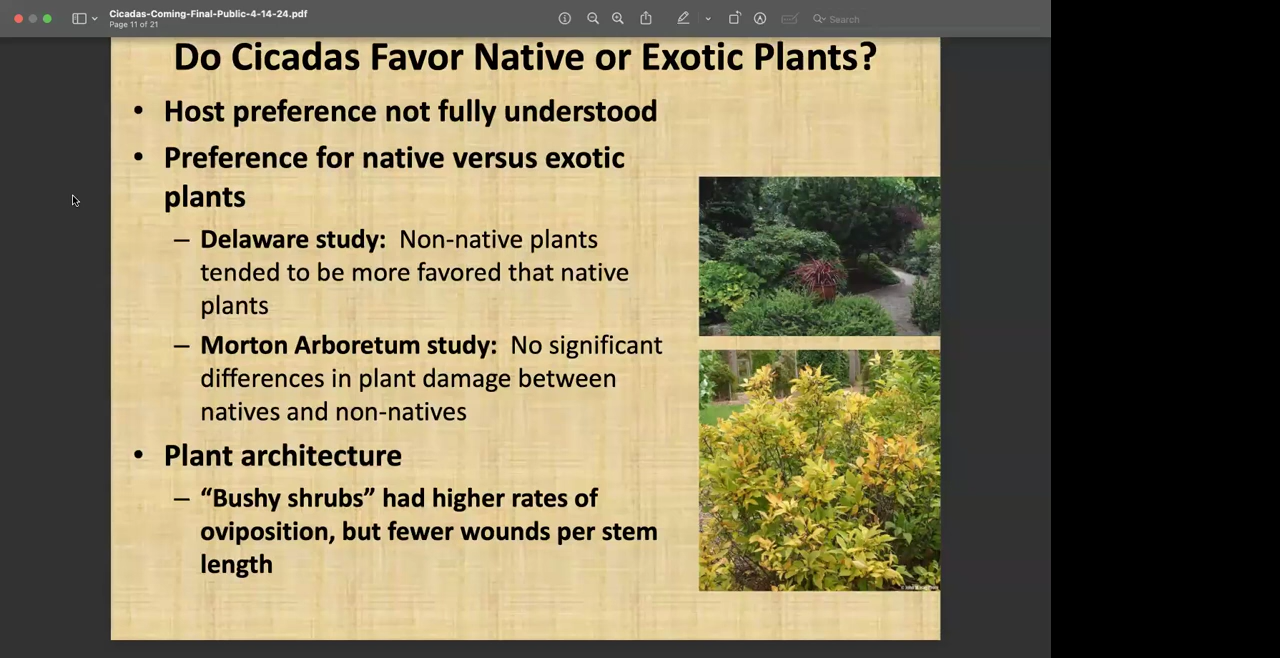 Cicadas-Coming-Final-Public-4-14-24.pdf
Page 11 of 21
Search
Do Cicadas Favor Native or Exotic Plants?
• Host preference not fully understood
• Preference for native versus exotic
plants
– Delaware study: Non-native plants
tended to be more favored that native
plants
– Morton Arboretum study: No significant
differences in plant damage between
natives and non-natives
• Plant architecture
– “Bushy shrubs” had higher rates of
oviposition, but fewer wounds per stem
length